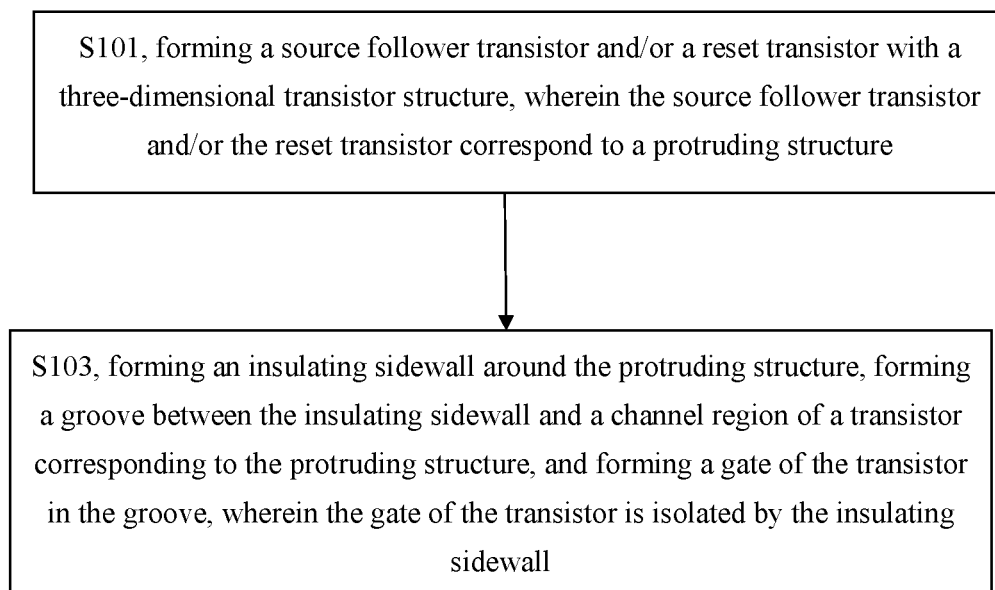 S101, forming a source follower transistor and/or a reset transistor with a
three-dimensional transistor structure, wherein the source follower transistor
and/or the reset transistor correspond to a protruding structure
S103, forming an insulating sidewall around the protruding structure, forming
a groove between the insulating sidewall and a channel region of a transistor
corresponding to the protruding structure, and forming a gate of the transistor
in the groove, wherein the gate of the transistor is isolated by the insulating
sidewall